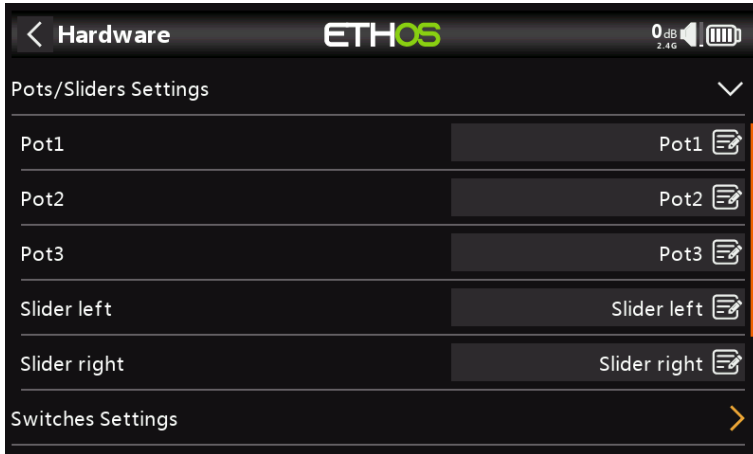 Hardware ETHOS 0dB 2.4G
Pots/Sliders Settings
Pot1 Pot1
Pot2 Pot2
Pot3 Pot3
Slider left Slider left
Slider right Slider right
Switches Settings